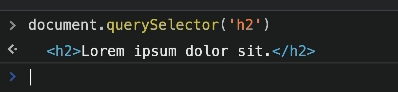 document.querySelector('h2')
<h2>Lorem ipsum dolor sit.</h2>